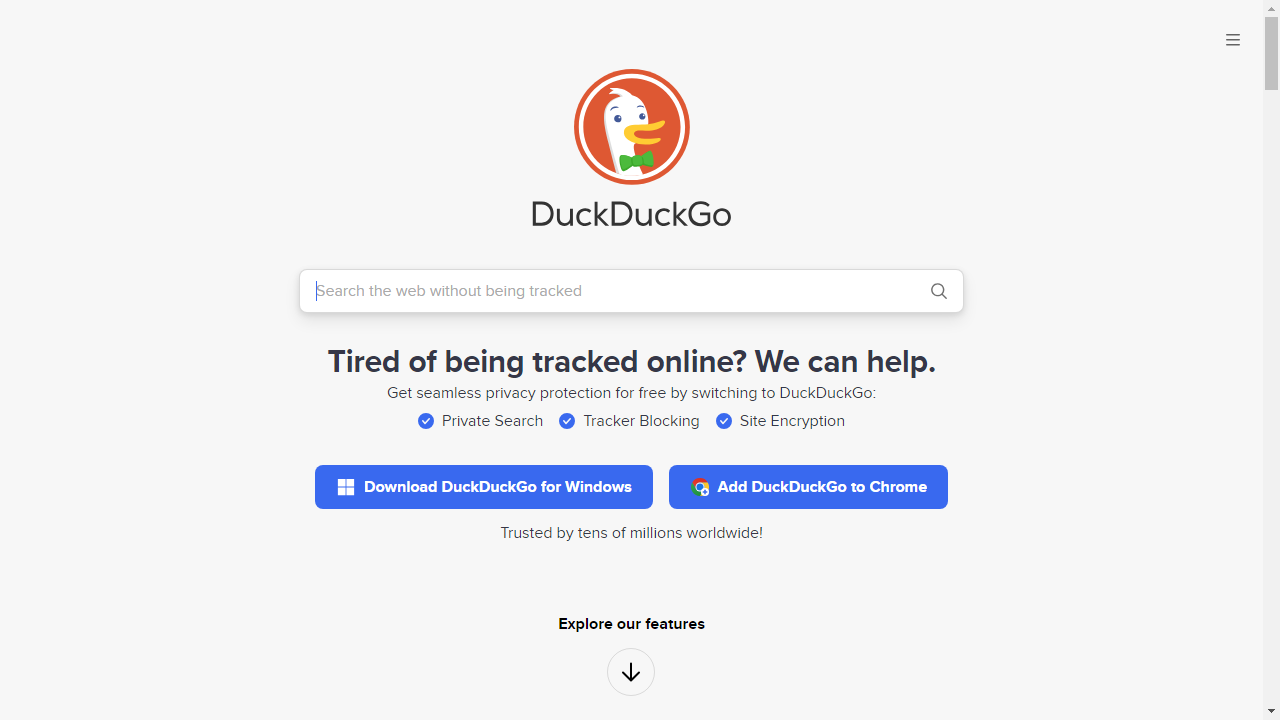 DuckDuckGo
Search the web without being tracked
Tired of being tracked online? We can help.
Get seamless privacy protection for free by switching to DuckDuckGo:
Private Search Tracker Blocking Site Encryption
Download DuckDuckGo for Windows Add DuckDuckGo to Chrome
Trusted by tens of millions worldwide!
Explore our features